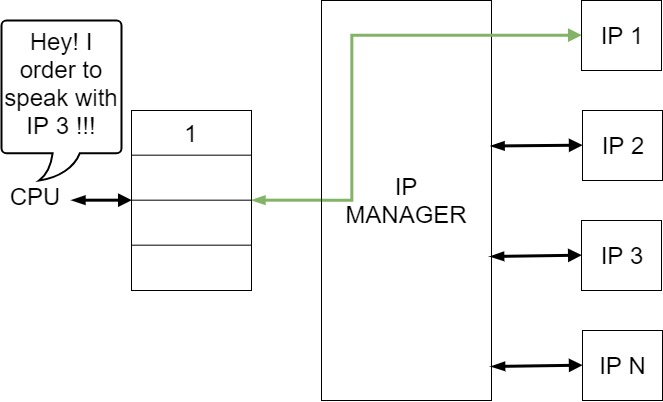 Hey! I
order to
speak with
IP 3 !!!
CPU
1
IP
MANAGER
IP 1
IP 2
IP 3
IP N